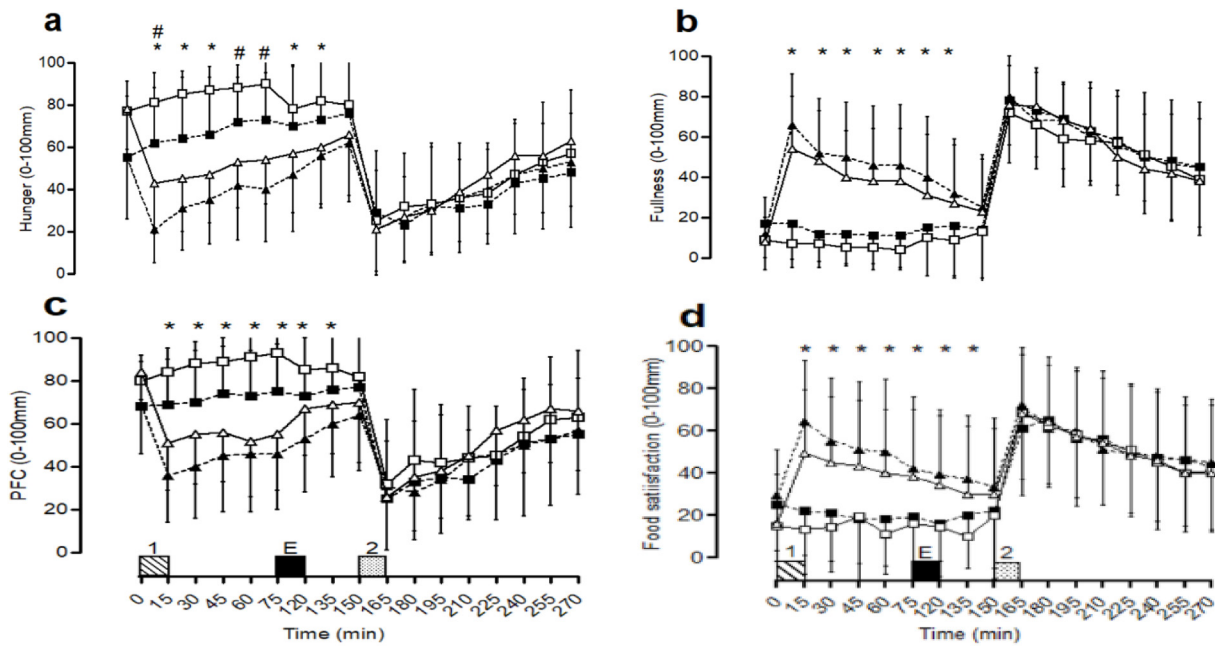 a
# 
* * * # # * *
100
80
60
40
20
0
Hunger (0-100mm)
b
* * * * * * *
100
80
60
40
20
0
Fullness (0-100mm)
c
* * * * * * *
100
80
60
40
20
0
PFC (0-100mm)
1 E 2
0 15 30 45 60 75 120 135 150 165 180 195 210 225 240 255 270
Time (min)
d
* * * * * * *
100
80
60
40
20
0
Food satiisfaction (0-100mm)
1 E 2
0 15 30 45 60 75 120 135 150 165 180 195 210 225 240 255 270
Time (min)